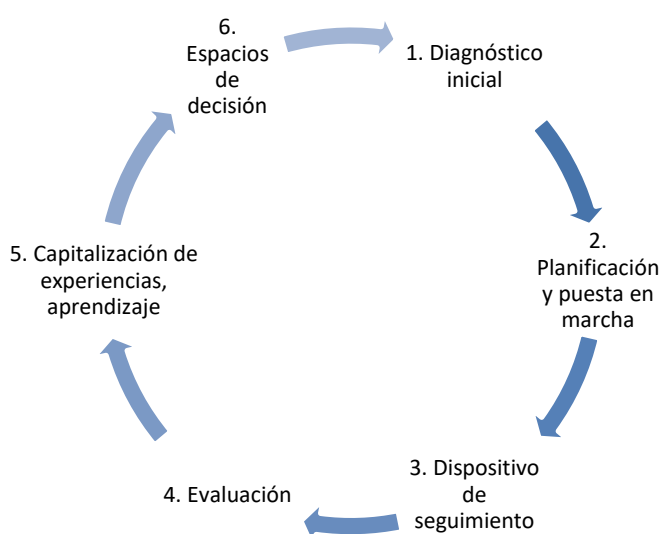 1. Diagnóstico
inicial
2.
Planificación
y puesta en
marcha
3. Dispositivo
de
seguimiento
4. Evaluación
5. Capitalización de
experiencias,
aprendizaje
6.
Espacios
de
decisión